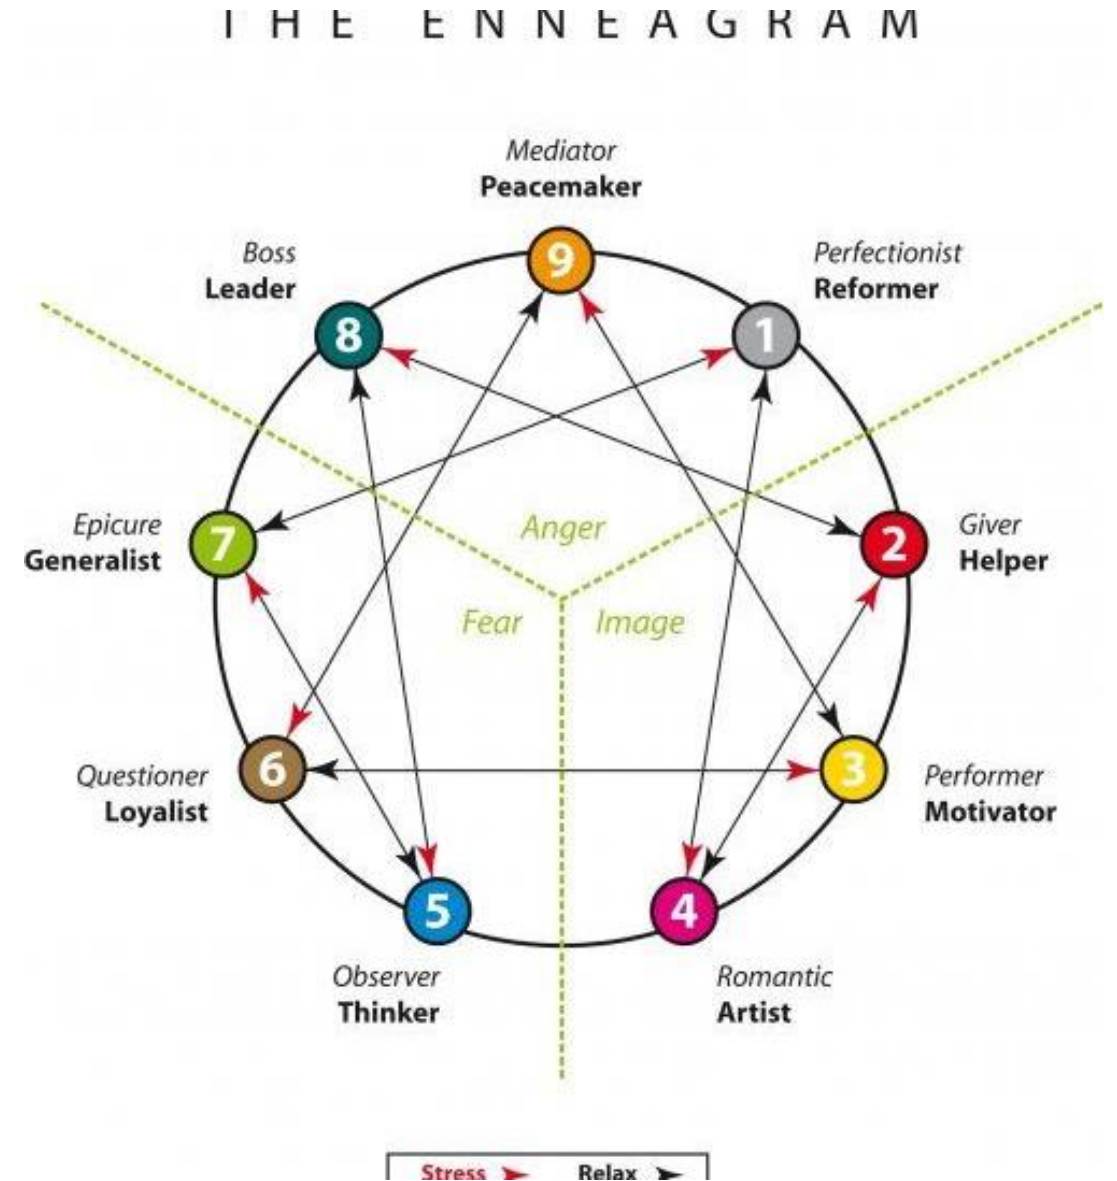 THE ENNEAGRAM
Mediator
Peacemaker
9
Boss
Leader
8
Perfectionist
Reformer
1
Epicure
Generalist
7
Anger
Giver
Helper
2
Fear
Image
Questioner
Loyalist
6
3
Performer
Motivator
5
4
Observer
Thinker
Romantic
Artist
Stress
Relax